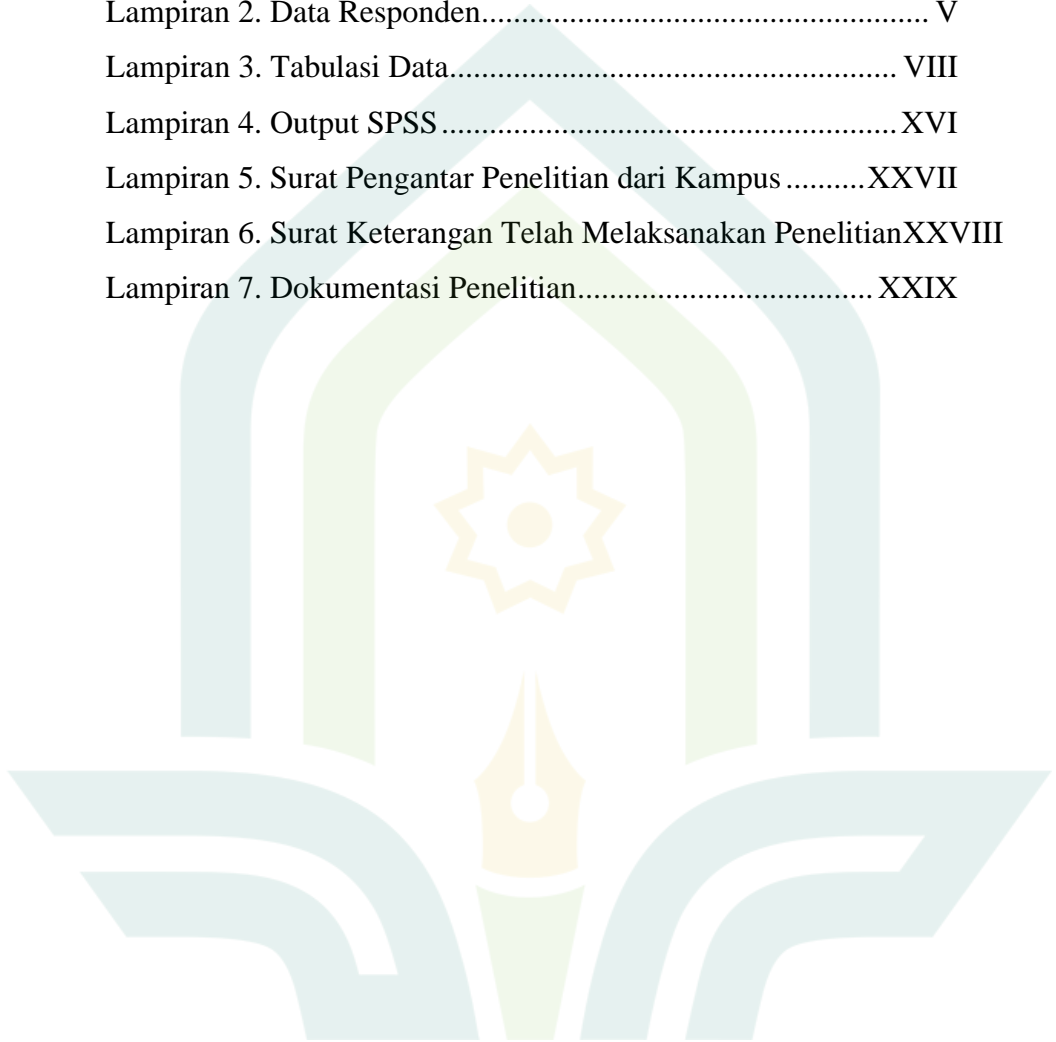 Lampiran 2. Data Responden...................................................... V
Lampiran 3. Tabulasi Data...................................................... VIII
Lampiran 4. Output SPSS.......................................................XVI
Lampiran 5. Surat Pengantar Penelitian dari Kampus..........XXVII
Lampiran 6. Surat Keterangan Telah Melaksanakan PenelitianXXVIII
Lampiran 7. Dokumentasi Penelitian................................... XXIX